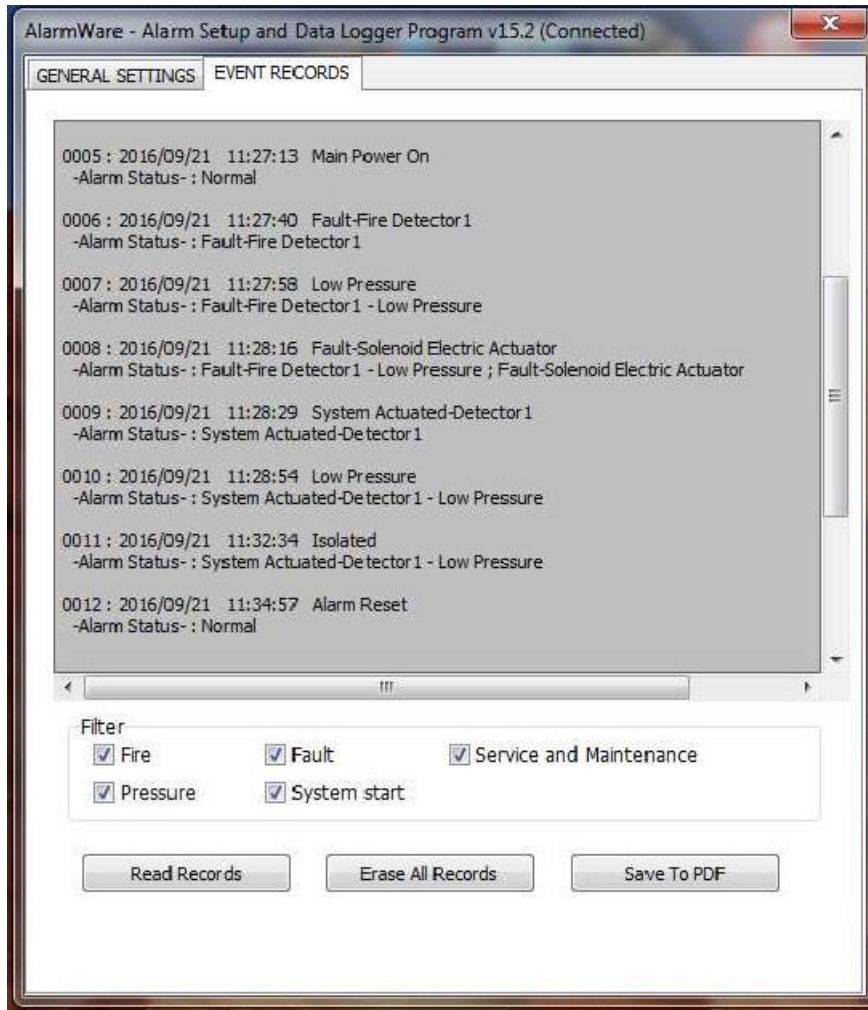 AlarmWare - Alarm Setup and Data Logger Program v15.2 (Connected)
GENERAL SETTINGS EVENT RECORDS
0005 : 2016/09/21 11:27:13 Main Power On
-Alarm Status- : Normal
0006 : 2016/09/21 11:27:40 Fault-Fire Detector1
-Alarm Status- : Fault-Fire Detector1
0007 : 2016/09/21 11:27:58 Low Pressure
-Alarm Status- : Fault-Fire Detector1 - Low Pressure
0008 : 2016/09/21 11:28:16 Fault-Solenoid Electric Actuator
-Alarm Status- : Fault-Fire Detector1 - Low Pressure ; Fault-Solenoid Electric Actuator
0009 : 2016/09/21 11:28:29 System Actuated-Detector1
-Alarm Status- : System Actuated-Detector1
0010 : 2016/09/21 11:28:54 Low Pressure
-Alarm Status- : System Actuated-Detector1 - Low Pressure
0011 : 2016/09/21 11:32:34 Isolated
-Alarm Status- : System Actuated-Detector1 - Low Pressure
0012 : 2016/09/21 11:34:57 Alarm Reset
-Alarm Status- : Normal
Filter
Fire Fault Service and Maintenance
Pressure System start
Read Records Erase All Records Save To PDF